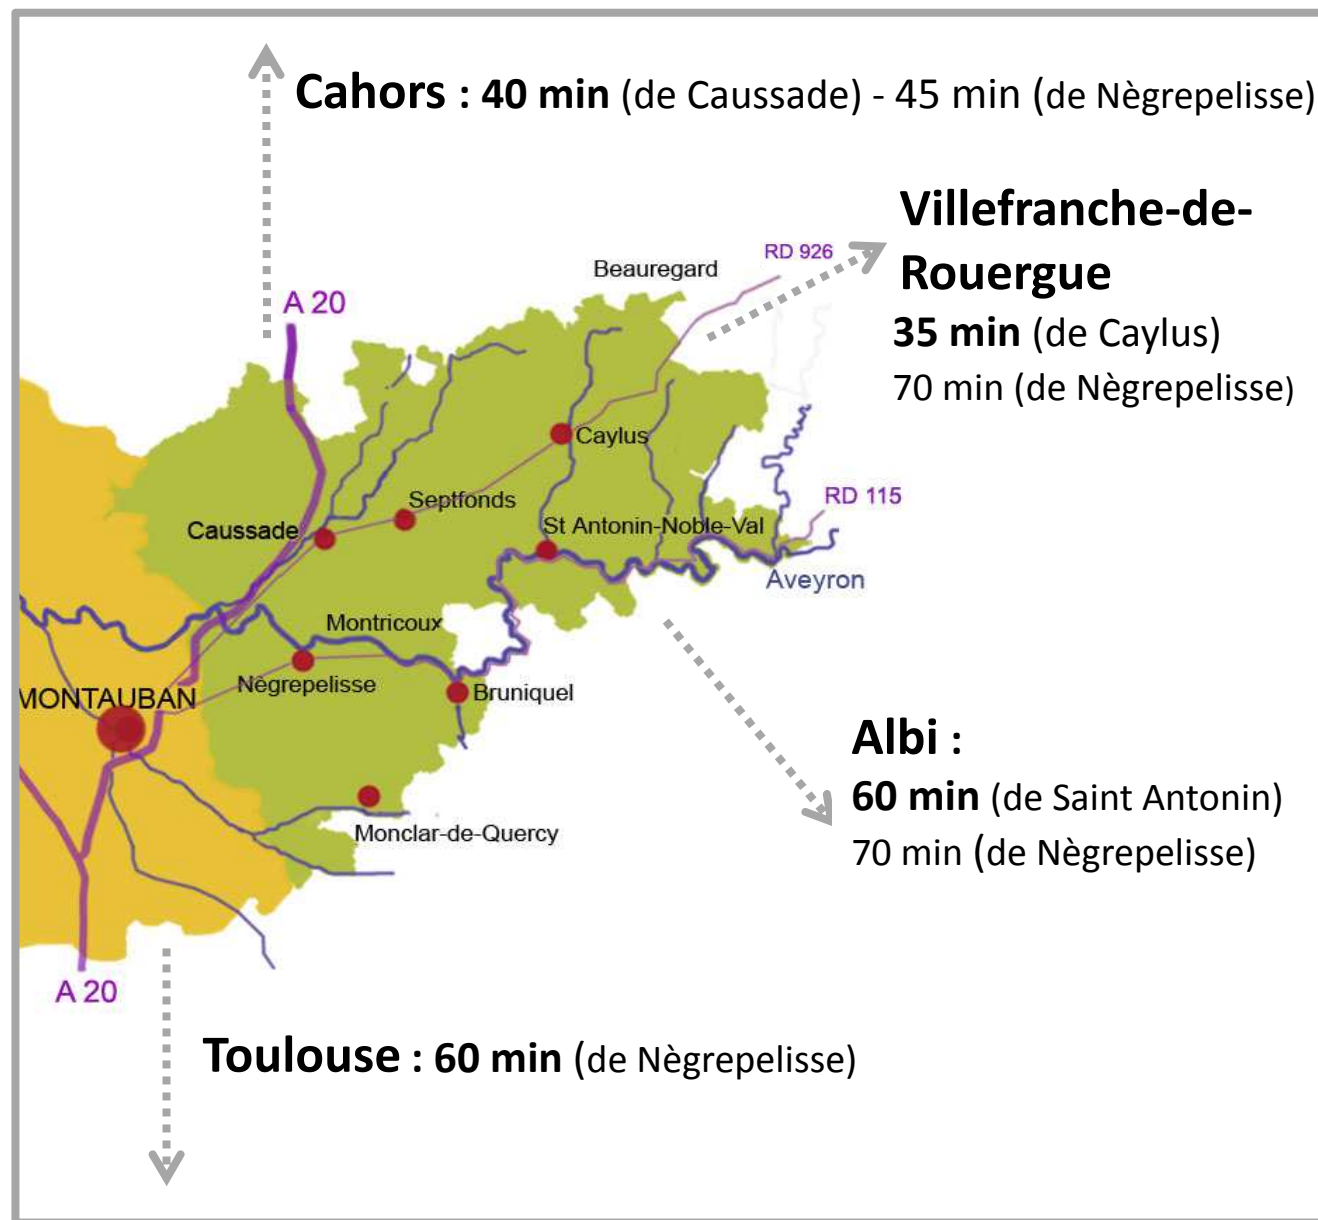 Cahors : 40 min (de Caussade) - 45 min (de Nègrepelisse)
Villefranche-de-
Rouergue
35 min (de Caylus)
70 min (de Nègrepelisse)
RD 926
Beauregard
A 20
Caylus
Septfonds
RD 115
Caussade
St Antonin-Noble-Val
Aveyron
Montricoux
Nègrepelisse
MONTAUBAN
Bruniquel
Albi :
60 min (de Saint Antonin)
70 min (de Nègrepelisse)
Monclar-de-Quercy
A 20
Toulouse : 60 min (de Nègrepelisse)